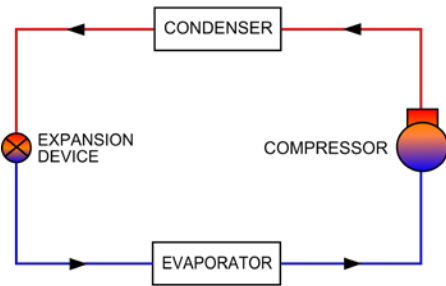 CONDENSER
EXPANSION
DEVICE
COMPRESSOR
EVAPORATOR